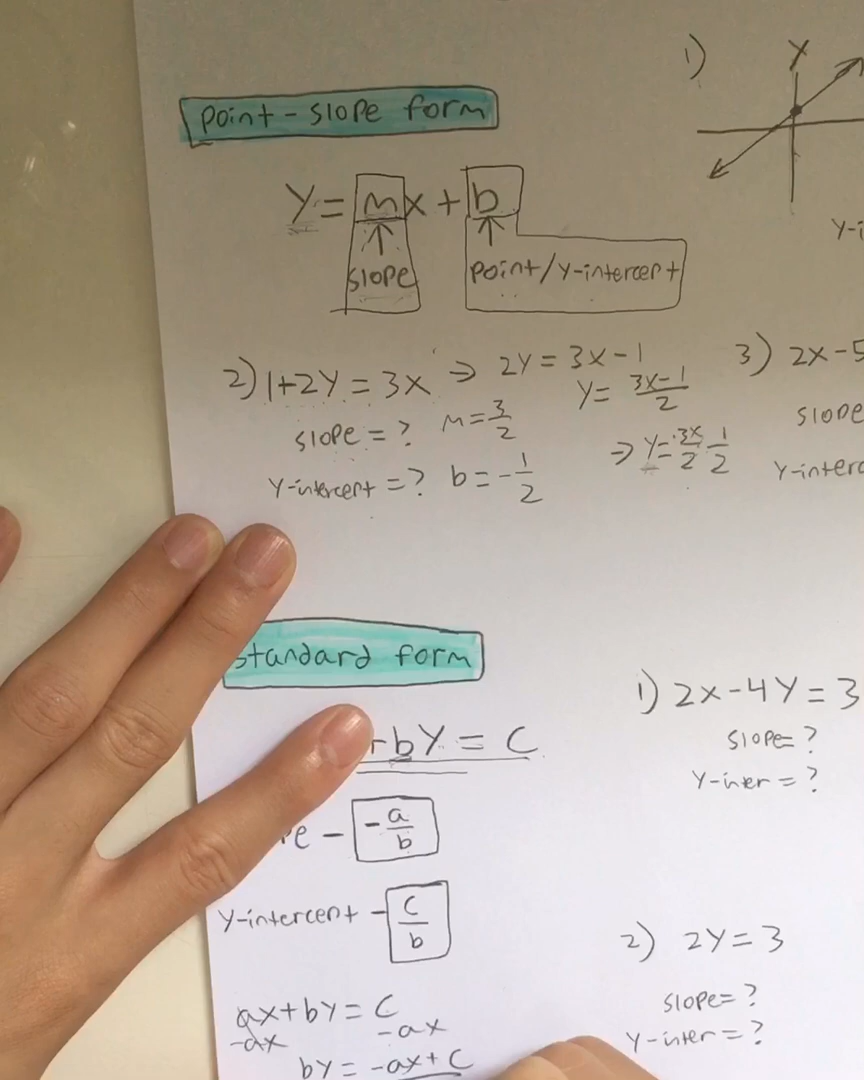 point-slope form
1)
Y
Y = mx + b
slope
point/Y-intercept
2) 1+2Y = 3X → 2Y = 3X - 1
Y = 3X-1/2
slope = ? m = 3/2
→ Y = 3X/2 - 1/2
Y-intercept = ? b = -1/2
3) 2X-5
slope
Standard form
+bY = C
1) 2X-4Y = 3
slope= ?
Y-inter = ?
- -a/b
Y-intercept - C/b
2) 2Y = 3
slope= ?
Y-inter = ?
ax+bY = C
-ax -ax
bY = -ax + C